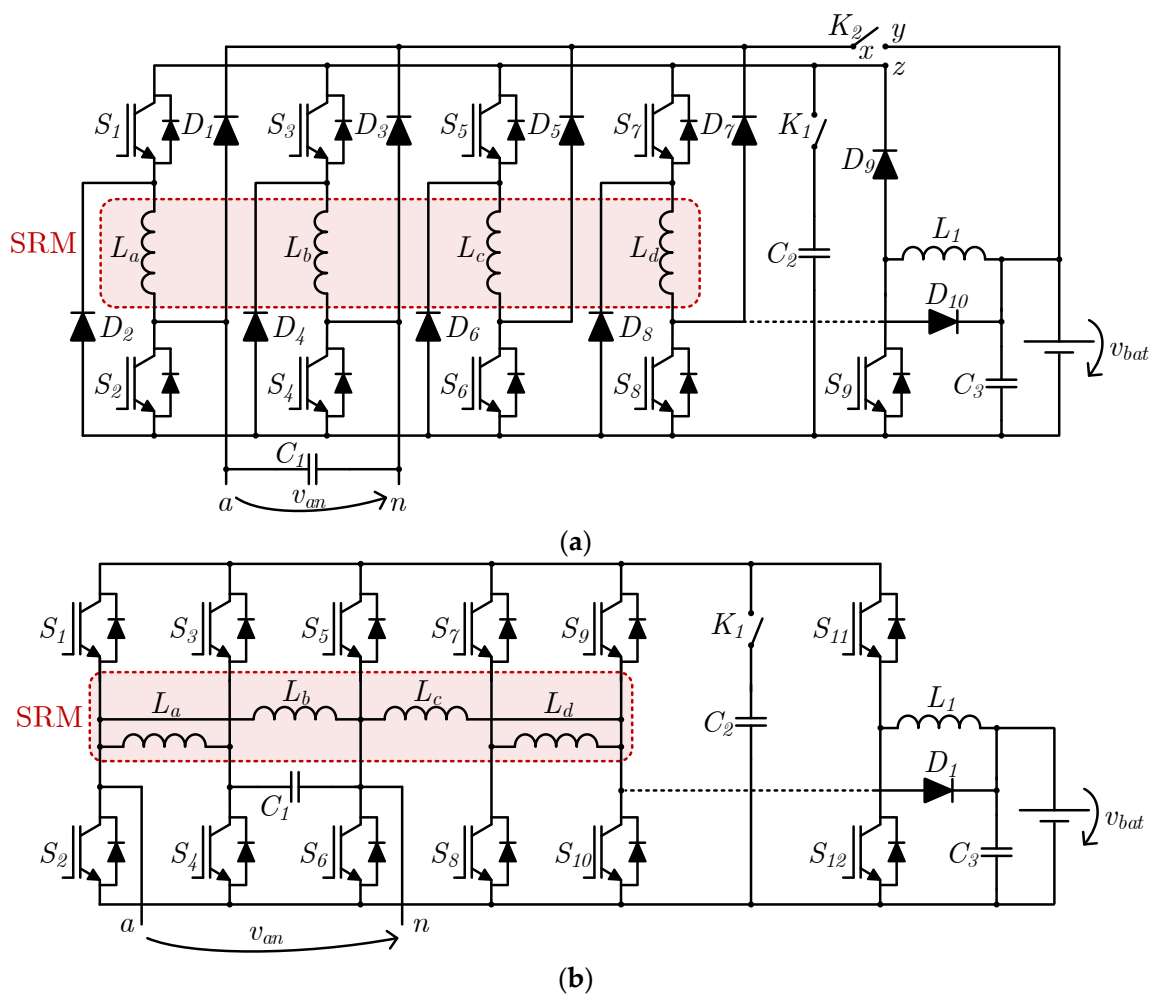 K2 x y
z
S1 D1 S3 D3 S5 D5 S7 D7 K1
D9
SRM La Lb Lc Ld C2 L1
D10
D2 D4 D6 D8
S2 S4 S6 S8 S9 C3 vbat
C1
a van n
(a)
S1 S3 S5 S7 S9 K1 S11
SRM La Lb Lc Ld C2 L1
C1 D1
S2 S4 S6 S8 S10 S12 C3 vbat
a van n
(b)